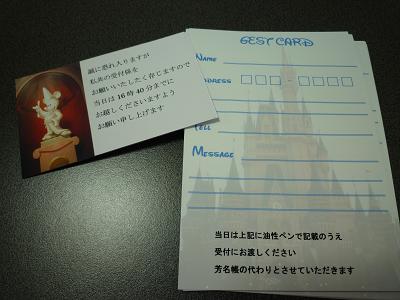 誠に恐れ入りますが
私共の受付係を
お願いいたしたく存じますので
当日は16時40分までに
お越しくださいますよう
お願い申し上げます
GEST CARD
NAME
ADDRESS
TELL
MESSAGE
当日は上記に油性ペンで記載のうえ
受付にお渡しください
芳名帳の代わりとさせていただきます